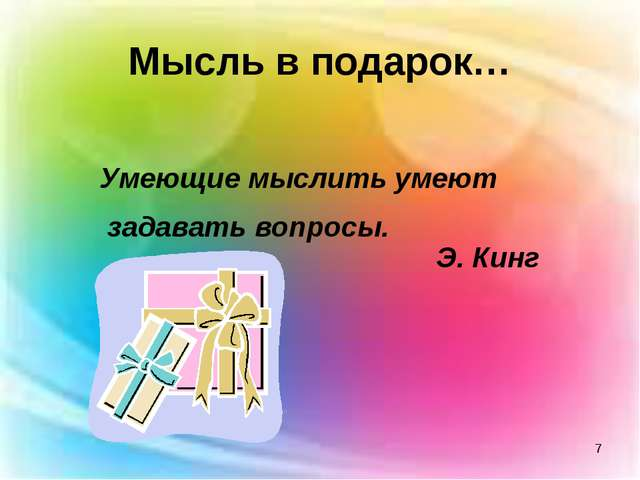 Мысль в подарок…
Умеющие мыслить умеют
задавать вопросы.
Э. Кинг
7